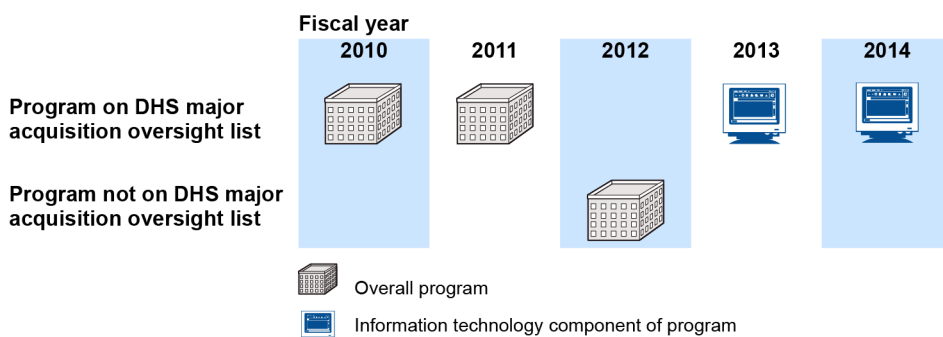 Fiscal year
2010 2011 2012 2013 2014
Program on DHS major
acquisition oversight list
Program not on DHS major
acquisition oversight list
Overall program
Information technology component of program